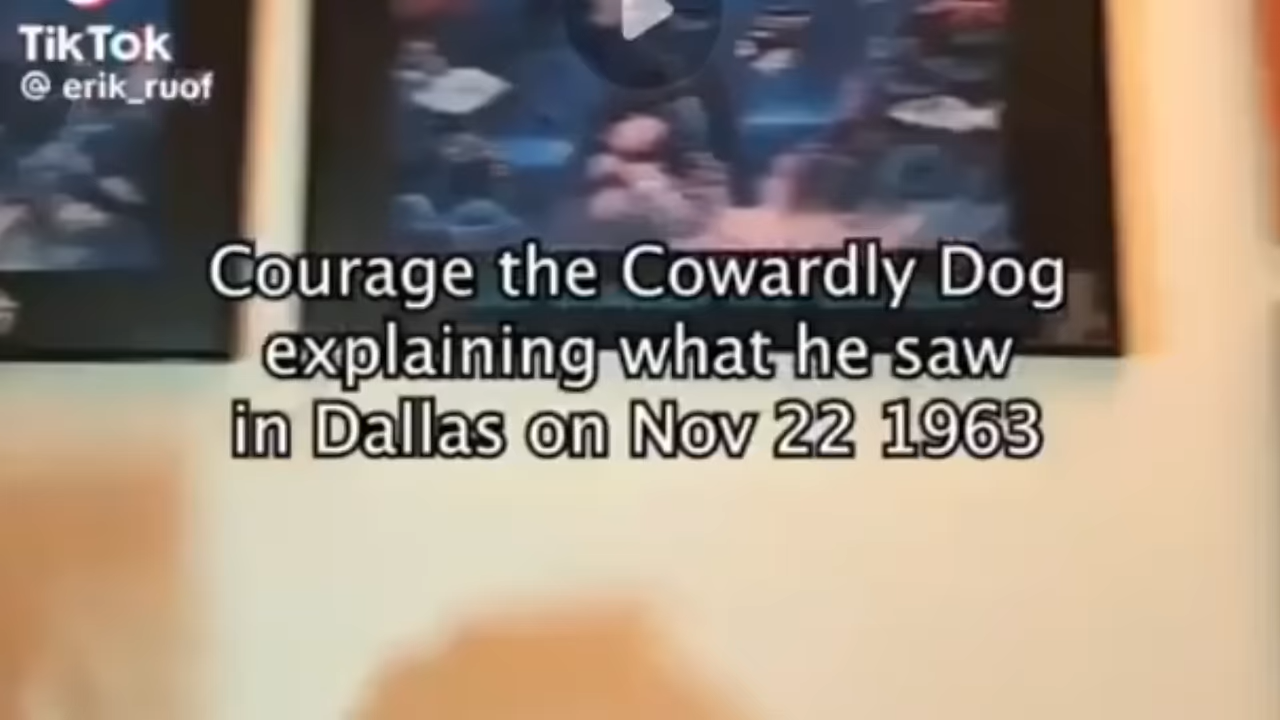 TikTok
@ erik_ruof
Courage the Cowardly Dog
explaining what he saw
in Dallas on Nov 22 1963